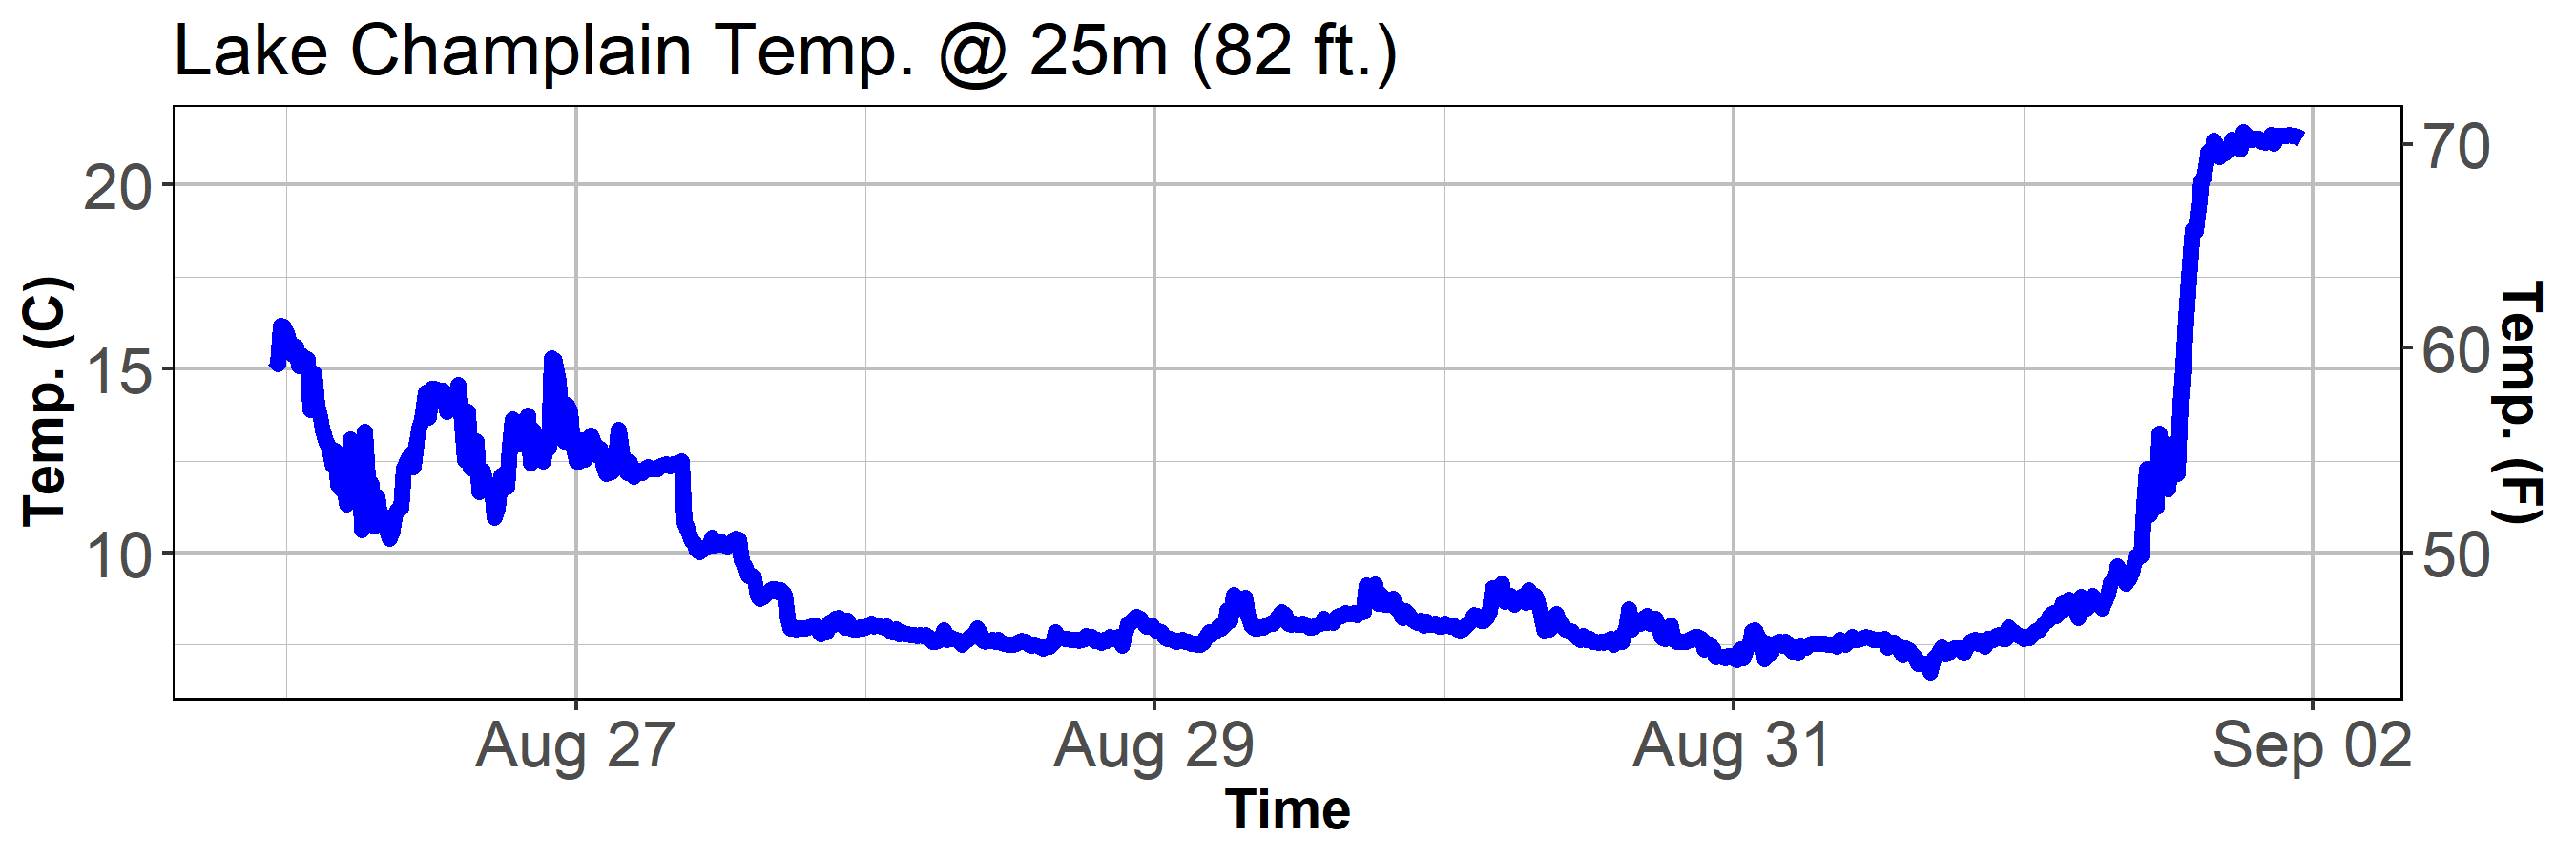 Lake Champlain Temp. @ 25m (82 ft.)
20
15
10
Temp. (C)
70
60
50
Temp. (F)
Aug 27 Aug 29 Aug 31 Sep 02
Time